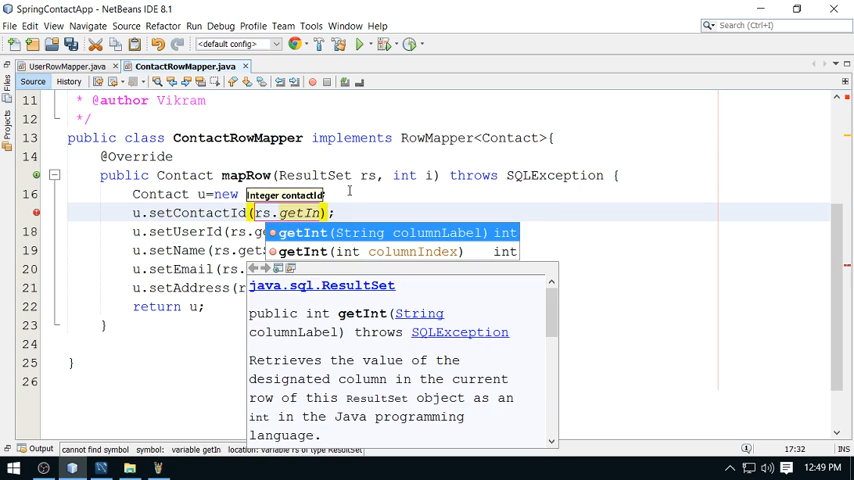 SpringContactApp - NetBeans IDE 8.1
File Edit View Navigate Source Refactor Run Debug Profile Team Tools Window Help
Search (Ctrl+I)
<default config>
UserRowMapper.java ContactRowMapper.java
Source History
Files
Projects
11 * @author Vikram
12 */
13 public class ContactRowMapper implements RowMapper<Contact>{
14 @Override
public Contact mapRow(ResultSet rs, int i) throws SQLException {
16 Contact u=new
Integer contactId
u.setContactId(rs.getIn);
18 u.setUserId(rs.ge
getInt(String columnLabel) int
19 u.setName(rs.getS
getInt(int columnIndex) int
20 u.setEmail(rs.
21 u.setAddress(r
java.sql.ResultSet
22 return u;
public int getInt(String
23 }
columnLabel) throws SQLException
24
Retrieves the value of the
25 }
designated column in the current
26
row of this ResultSet object as an
int in the Java programming
language.
Output
cannot find symbol symbol: variable getIn location: variable rs of type ResultSet
1
17:32
INS
12:49 PM